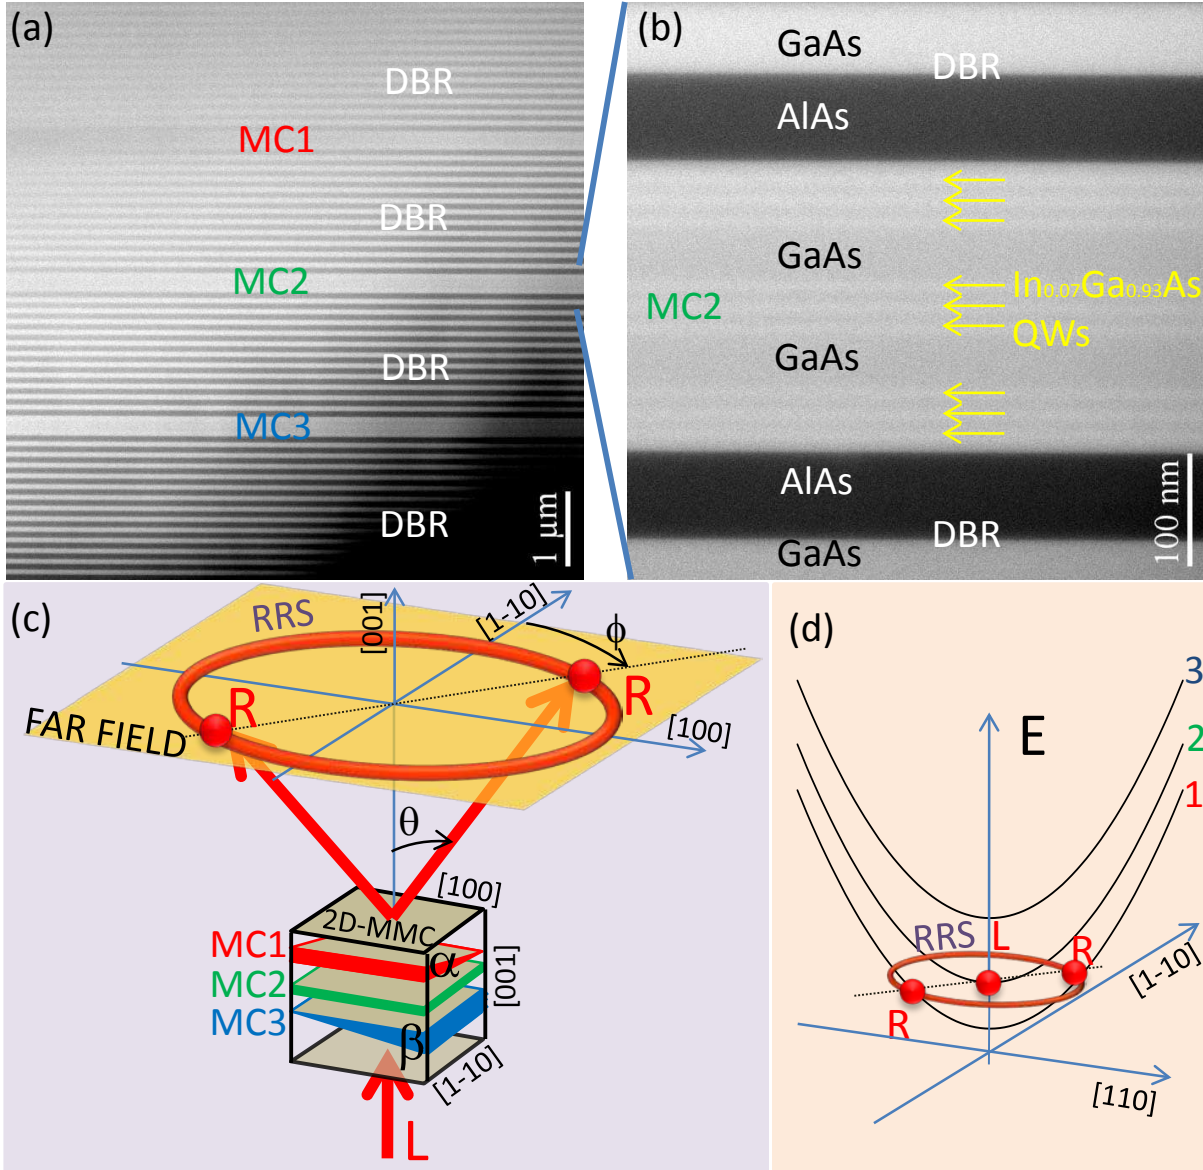 (a)
DBR
MC1
DBR
MC2
DBR
MC3
DBR
1 µm
(b)
GaAs
DBR
AlAs
GaAs
In0.07Ga0.93As
MC2
QWs
GaAs
AlAs
DBR
GaAs
100 nm
(c)
RRS
[001]
[1-10]
ϕ
R
R
FAR FIELD
[100]
θ
[100]
2D-MMC
MC1
α
MC2
[001]
MC3
β
[1-10]
L
(d)
3
E
2
1
RRS
L
R
[1-10]
R
[110]